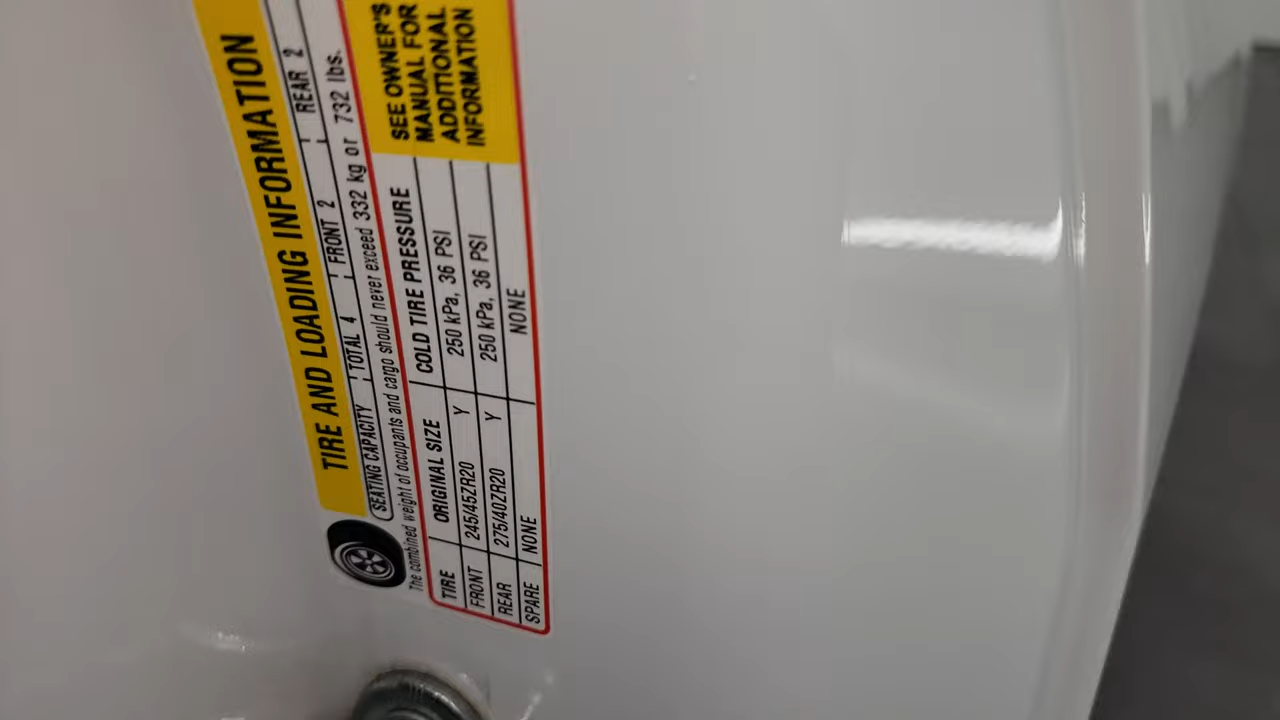 TIRE AND LOADING INFORMATION
SEATING CAPACITY TOTAL 4 FRONT 2 REAR 2
The combined weight of occupants and cargo should never exceed 332 kg or 732 lbs.
TIRE ORIGINAL SIZE COLD TIRE PRESSURE
FRONT 245/45ZR20 Y 250 kPa, 36 PSI
REAR 275/40ZR20 Y 250 kPa, 36 PSI
SPARE NONE NONE
SEE OWNER'S
MANUAL FOR
ADDITIONAL
INFORMATION